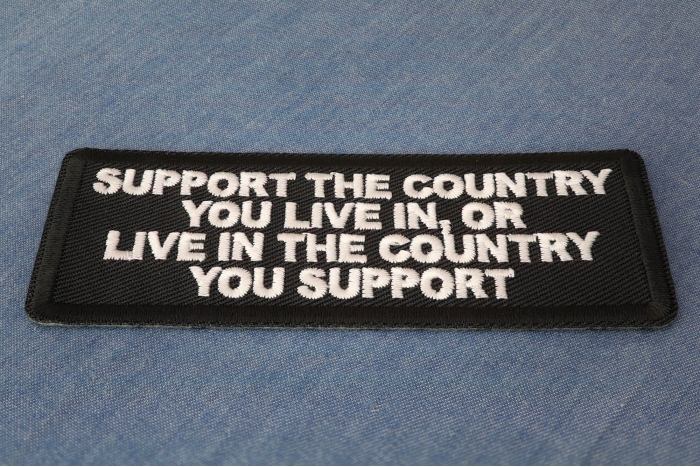 SUPPORT THE COUNTRY
YOU LIVE IN, OR
LIVE IN THE COUNTRY
YOU SUPPORT